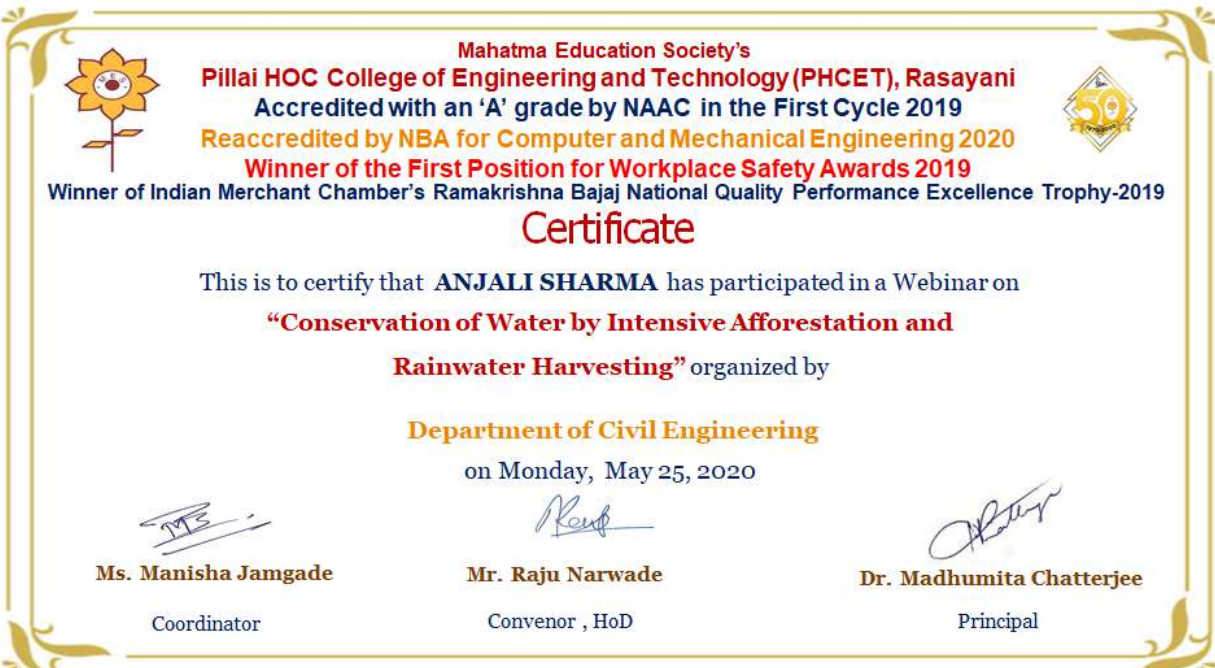 Mahatma Education Society's
Pillai HOC College of Engineering and Technology (PHCET), Rasayani
Accredited with an 'A' grade by NAAC in the First Cycle 2019
Reaccredited by NBA for Computer and Mechanical Engineering 2020
Winner of the First Position for Workplace Safety Awards 2019
Winner of Indian Merchant Chamber's Ramakrishna Bajaj National Quality Performance Excellence Trophy-2019
MES
50
Certificate
This is to certify that ANJALI SHARMA has participated in a Webinar on
“Conservation of Water by Intensive Afforestation and
Rainwater Harvesting” organized by
Department of Civil Engineering
on Monday, May 25, 2020
Ms. Manisha Jamgade
Mr. Raju Narwade
Dr. Madhumita Chatterjee
Coordinator
Convenor , HoD
Principal